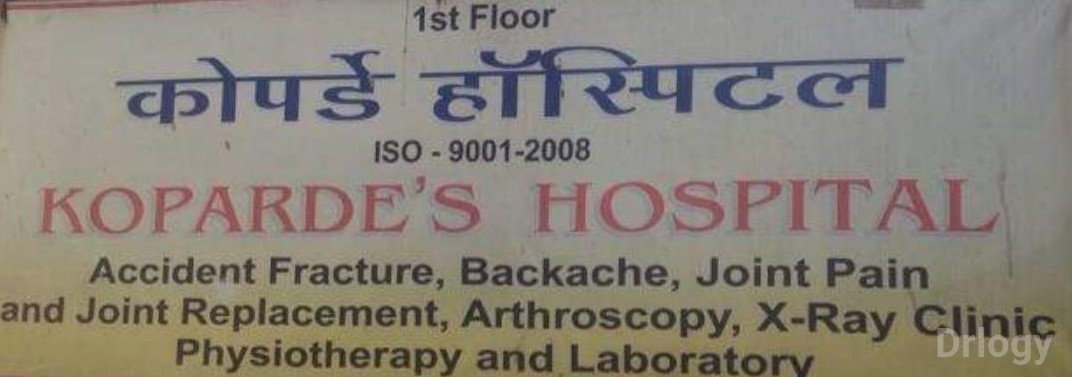 1st Floor
कोपर्डे हॉस्पिटल
ISO - 9001-2008
KOPARDE'S HOSPITAL
Accident Fracture, Backache, Joint Pain
and Joint Replacement, Arthroscopy, X-Ray Clinic
Physiotherapy and Laboratory
Drlogy